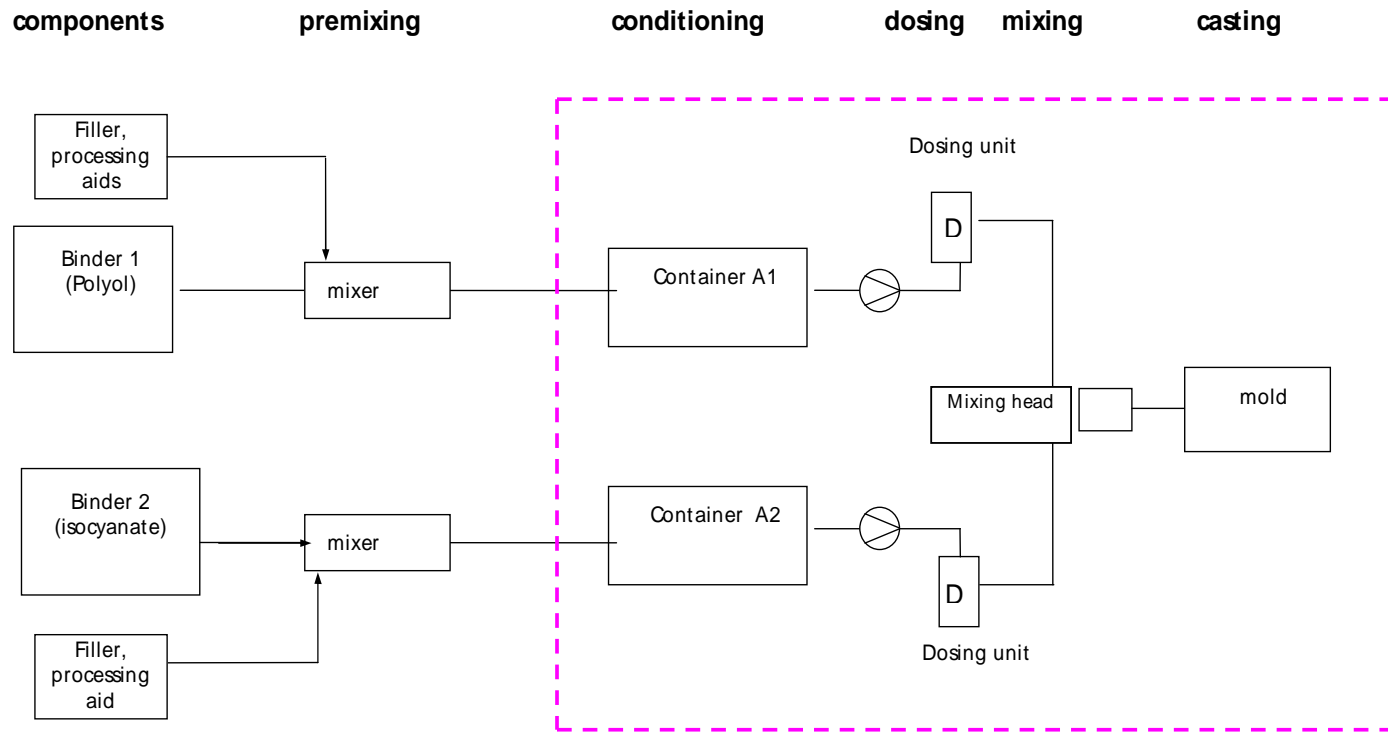 components premixing conditioning dosing mixing casting
Filler,
processing
aids
Dosing unit
D
Binder 1
(Polyol)
mixer
Container A1
Mixing head
mold
Binder 2
(isocyanate)
mixer
Container A2
D
Filler,
processing
aid
Dosing unit